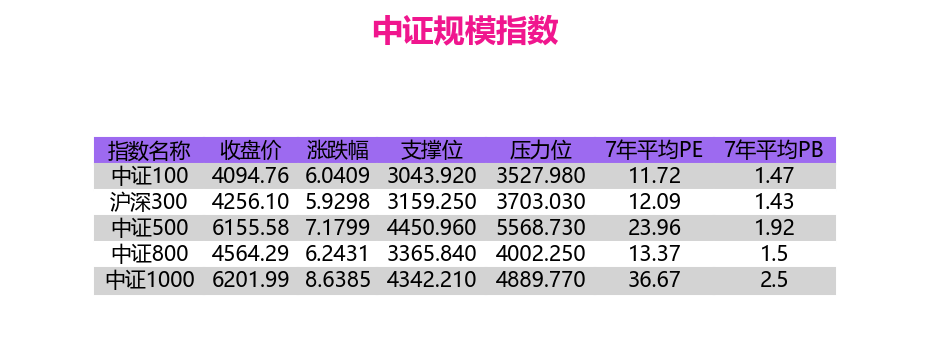 中证规模指数
指数名称 收盘价 涨跌幅 支撑位 压力位 7年平均PE 7年平均PB
中证100 4094.76 6.0409 3043.920 3527.980 11.72 1.47
沪深300 4256.10 5.9298 3159.250 3703.030 12.09 1.43
中证500 6155.58 7.1799 4450.960 5568.730 23.96 1.92
中证800 4564.29 6.2431 3365.840 4002.250 13.37 1.5
中证1000 6201.99 8.6385 4342.210 4889.770 36.67 2.5